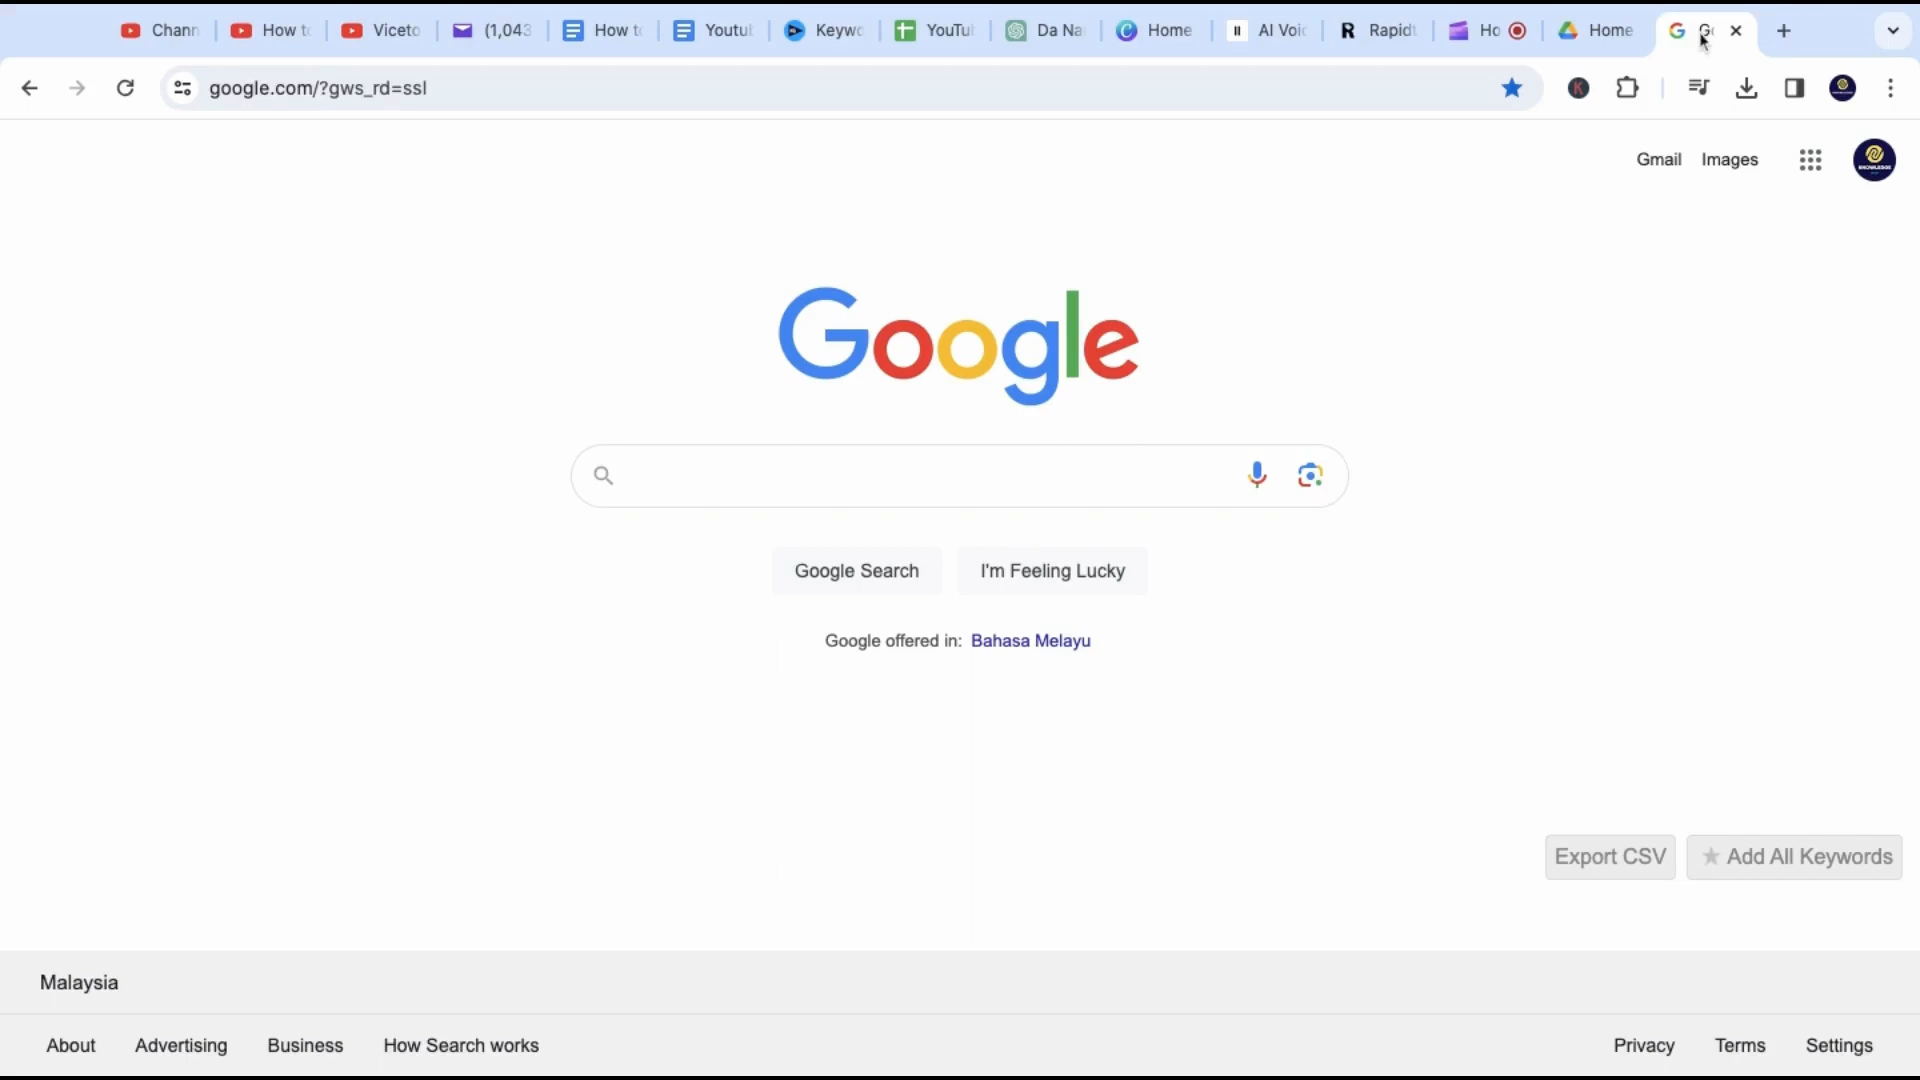 Chann
How to
Viceto
(1,043
How to
Youtu
Keywo
YouTu
Da Na
Home
AI Voic
Rapidt
Ho
Home
google.com/?gws_rd=ssl
Gmail Images
Google
Google Search I'm Feeling Lucky
Google offered in: Bahasa Melayu
Export CSV Add All Keywords
Malaysia
About Advertising Business How Search works Privacy Terms Settings